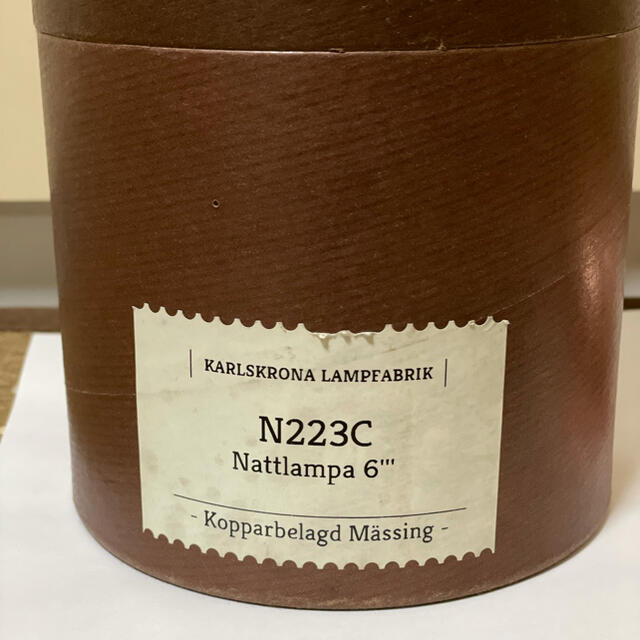 KARLSKRONA LAMPFABRIK
N223C
Nattlampa 6'''
- Kopparbelagd Mässing -